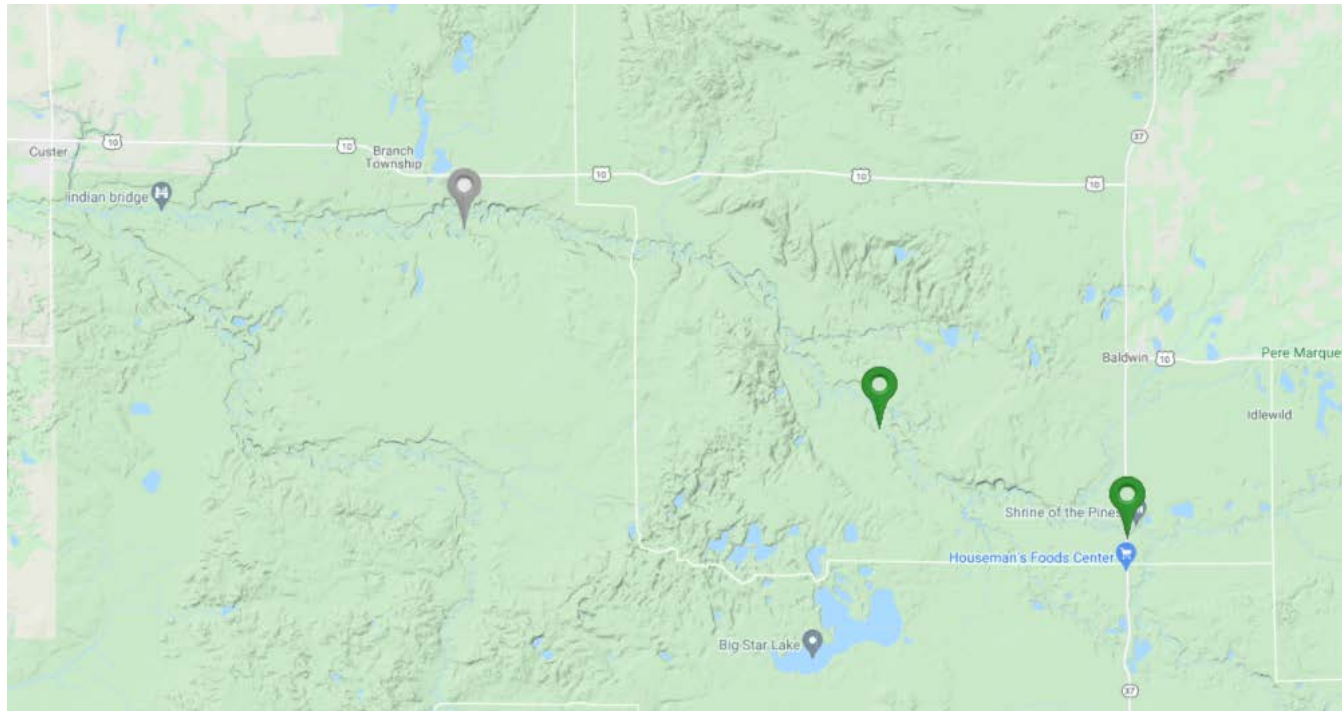 37
10
Custer
10
Branch
Township
10
10
10
indian bridge
Baldwin
10
Pere Marque
Idlewild
Shrine of the Pines
Houseman's Foods Center
Big Star Lake
37